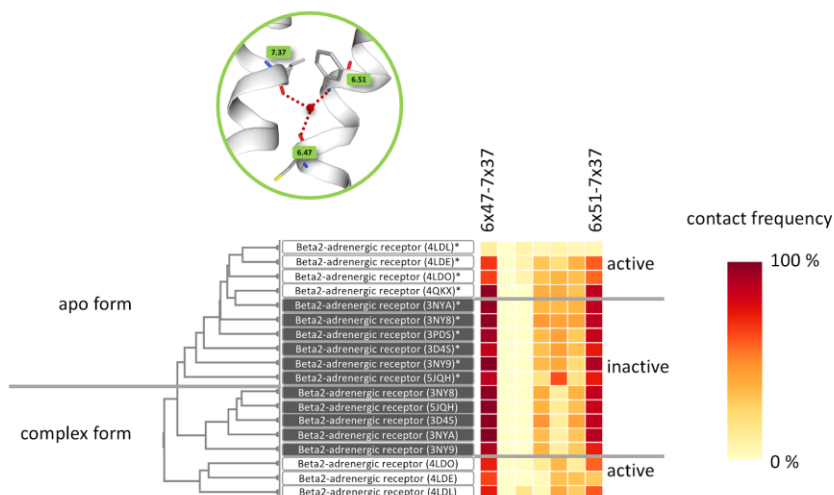 7.37
6.51
6.47
6x47-7x37
6x51-7x37
contact frequency
100 %
0 %
apo form
complex form
Beta2-adrenergic receptor (4LDL)*
Beta2-adrenergic receptor (4LDE)*
Beta2-adrenergic receptor (4LDO)*
Beta2-adrenergic receptor (4QKX)*
Beta2-adrenergic receptor (3NYA)*
Beta2-adrenergic receptor (3NY8)*
Beta2-adrenergic receptor (3PDS)*
Beta2-adrenergic receptor (3D4S)*
Beta2-adrenergic receptor (3NY9)*
Beta2-adrenergic receptor (5JQH)*
Beta2-adrenergic receptor (3NY8)
Beta2-adrenergic receptor (5JQH)
Beta2-adrenergic receptor (3D4S)
Beta2-adrenergic receptor (3NYA)
Beta2-adrenergic receptor (3NY9)
Beta2-adrenergic receptor (4LDO)
Beta2-adrenergic receptor (4LDE)
Beta2-adrenergic receptor (4LDL)
active
inactive
active